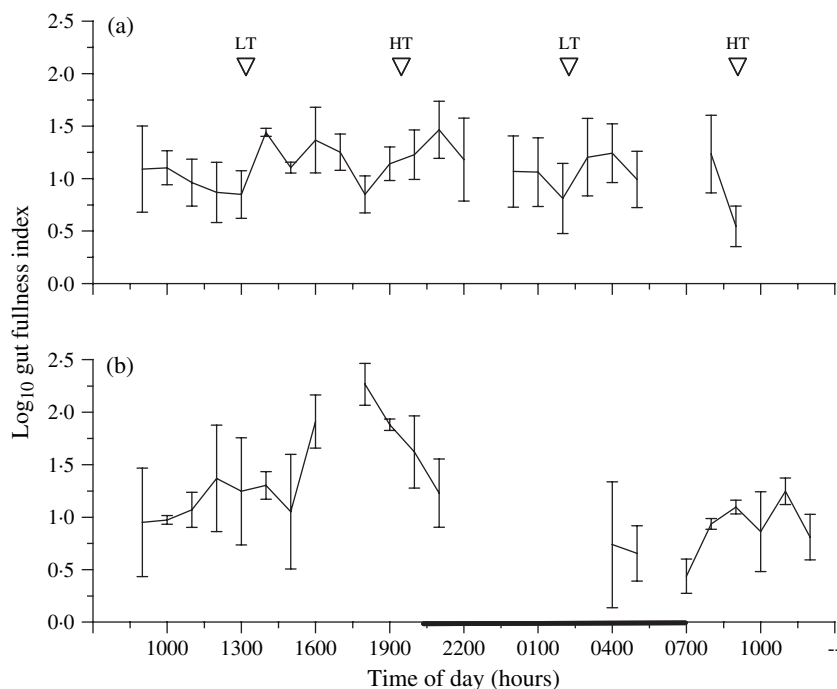 (a)
LT HT LT HT
2·5
2·0
1·5
1·0
0·5
0·0
Log10 gut fullness index
(b)
2·5
2·0
1·5
1·0
0·5
0·0
1000 1300 1600 1900 2200 0100 0400 0700 1000 --
Time of day (hours)